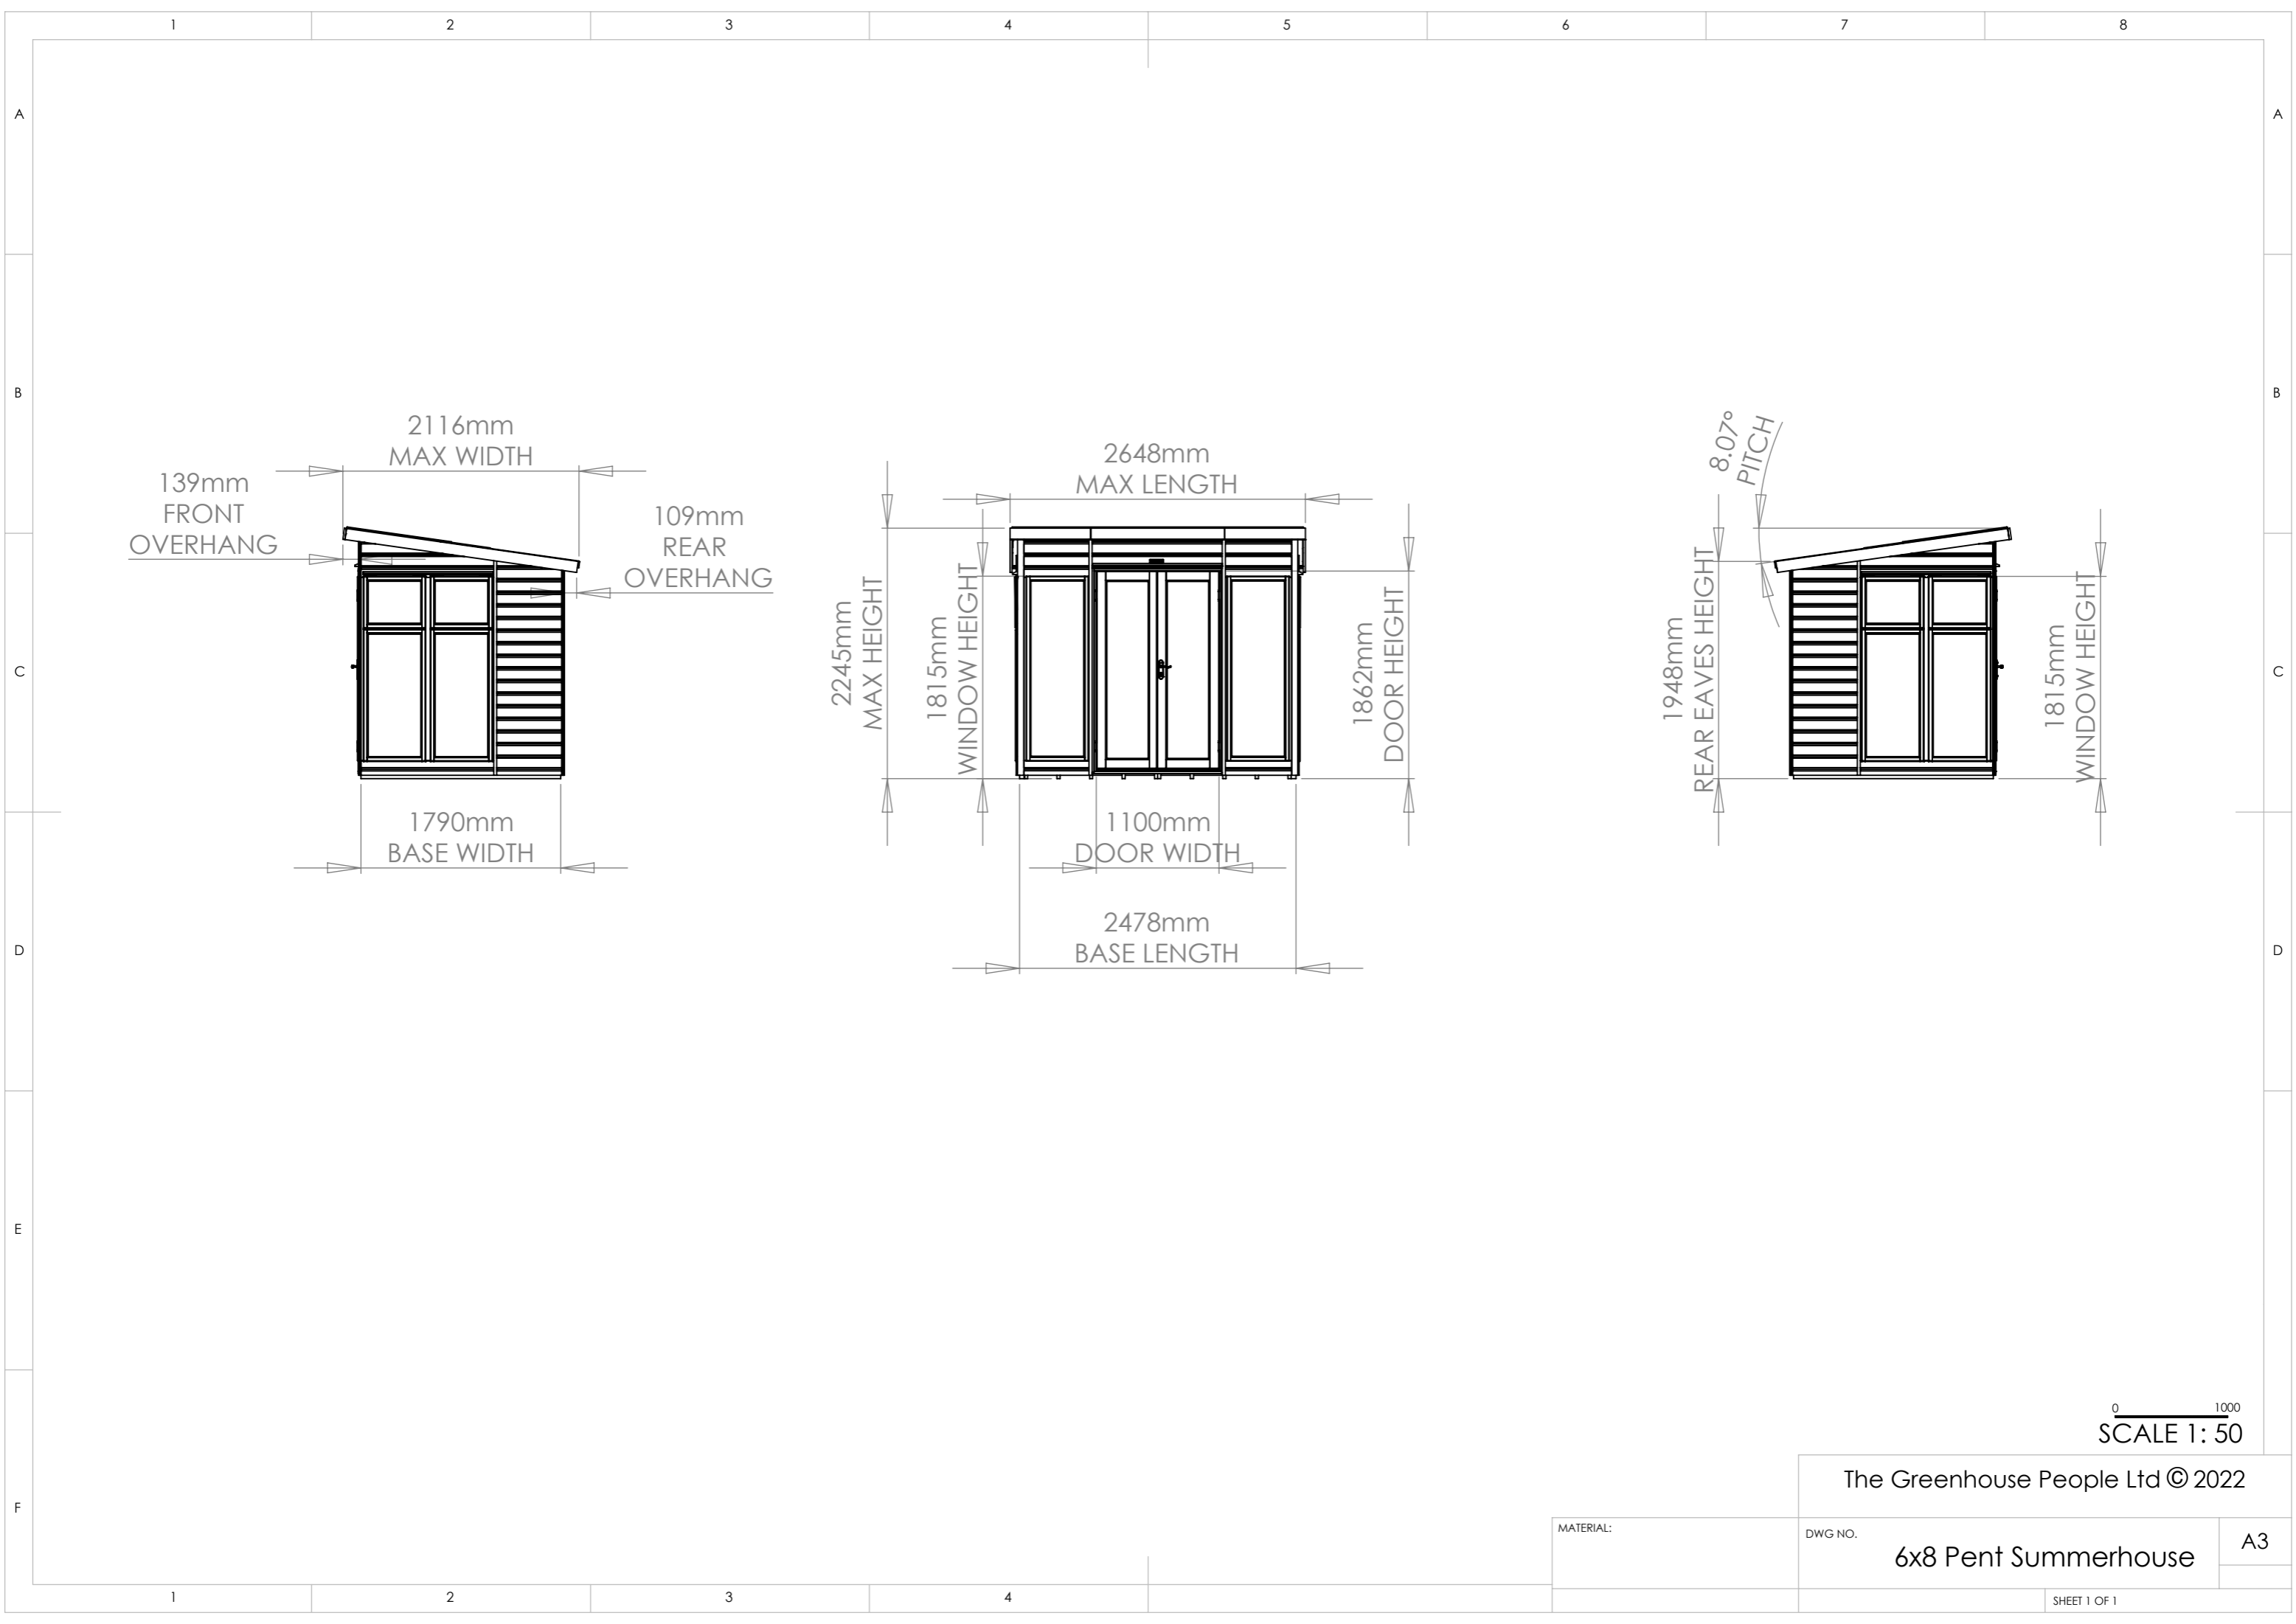 1 2 3 4 5 6 7 8
A A
B B
C C
D D
E
F
2116mm
MAX WIDTH
139mm
FRONT
OVERHANG
109mm
REAR
OVERHANG
1790mm
BASE WIDTH
2648mm
MAX LENGTH
2245mm
MAX HEIGHT
1815mm
WINDOW HEIGHT
1862mm
DOOR HEIGHT
1100mm
DOOR WIDTH
2478mm
BASE LENGTH
8.07°
PITCH
1948mm
REAR EAVES HEIGHT
1815mm
WINDOW HEIGHT
0 1000
SCALE 1: 50
The Greenhouse People Ltd © 2022
MATERIAL:
DWG NO.
6x8 Pent Summerhouse
A3
SHEET 1 OF 1
1 2 3 4